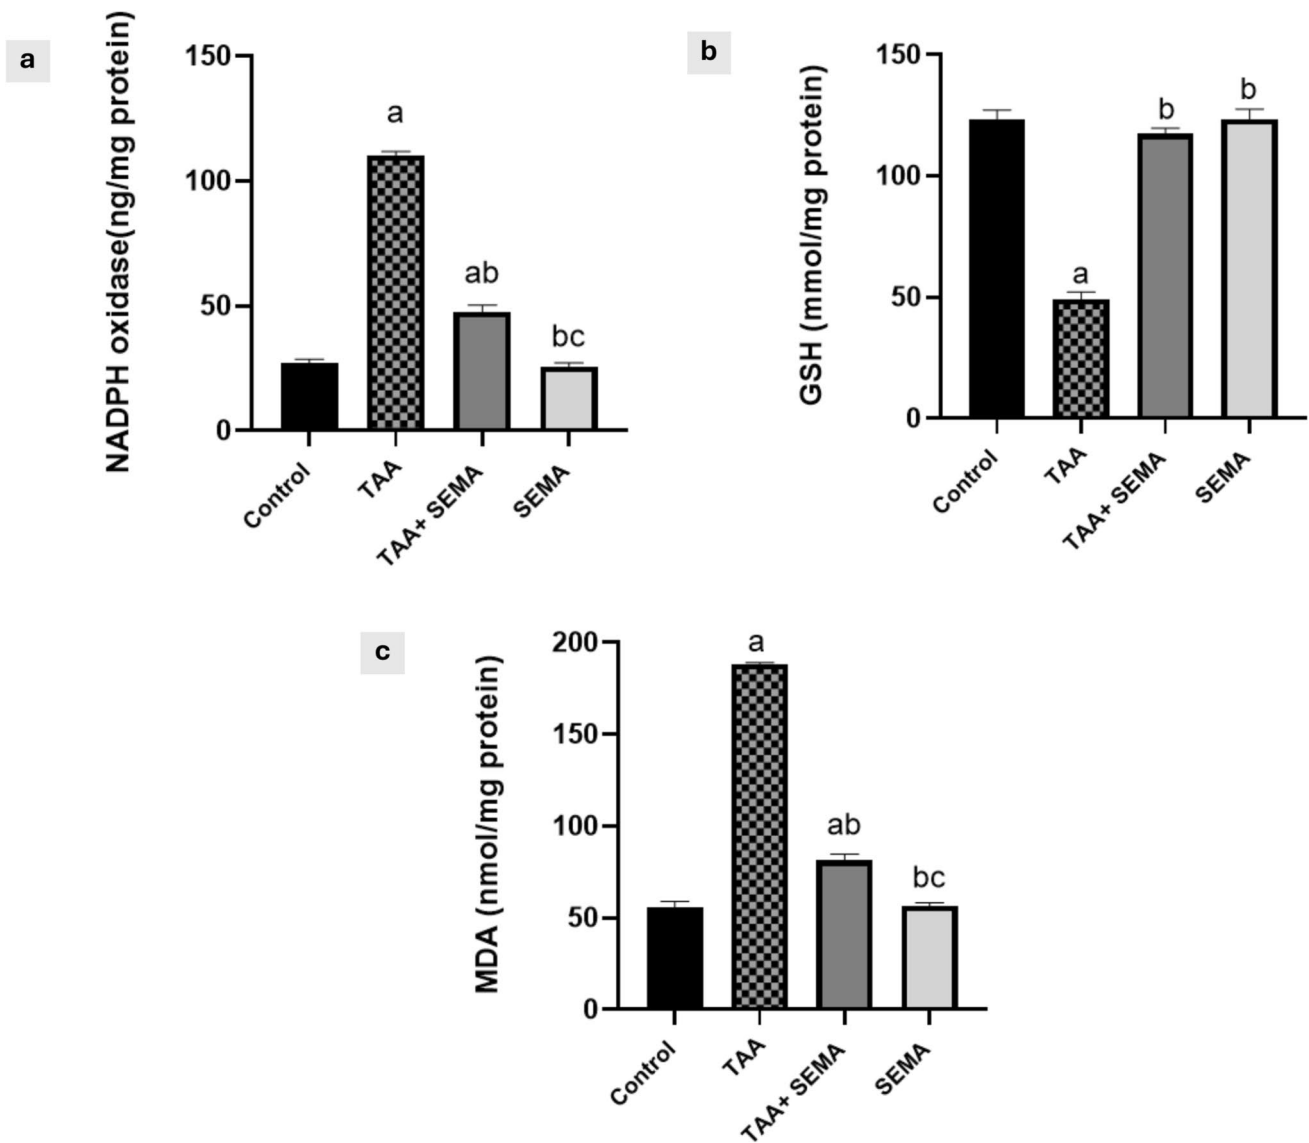 a
NADPH oxidase(ng/mg protein)
150
100
50
0
a
ab
bc
Control
TAA
TAA+ SEMA
SEMA
b
GSH (mmol/mg protein)
150
100
50
0
a
b
b
Control
TAA
TAA+ SEMA
SEMA
c
MDA (nmol/mg protein)
200
150
100
50
0
a
ab
bc
Control
TAA
TAA+ SEMA
SEMA